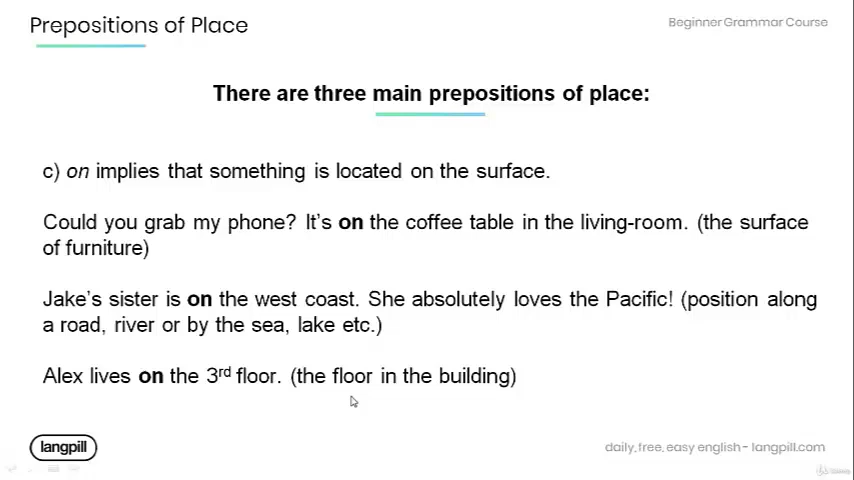 Prepositions of Place
Beginner Grammar Course
There are three main prepositions of place:
c) on implies that something is located on the surface.
Could you grab my phone? It's on the coffee table in the living-room. (the surface
of furniture)
Jake's sister is on the west coast. She absolutely loves the Pacific! (position along
a road, river or by the sea, lake etc.)
Alex lives on the 3rd floor. (the floor in the building)
langpill
daily, free, easy english - langpill.com